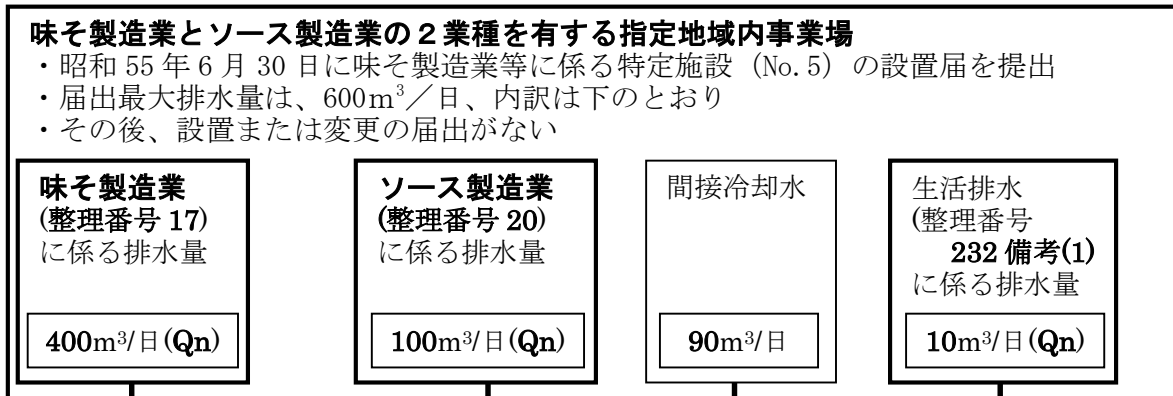 味そ製造業とソース製造業の2業種を有する指定地域内事業場
・昭和 55 年 6 月 30 日に味そ製造業等に係る特定施設（No.5）の設置届を提出
・届出最大排水量は、600m³／日、内訳は下のとおり
・その後、設置または変更の届出がない
味そ製造業
(整理番号 17)
に係る排水量
400m³/日(Qn)
ソース製造業
(整理番号 20)
に係る排水量
100m³/日(Qn)
間接冷却水
90m³/日
生活排水
(整理番号
232 備考(1)
に係る排水量
10m³/日(Qn)